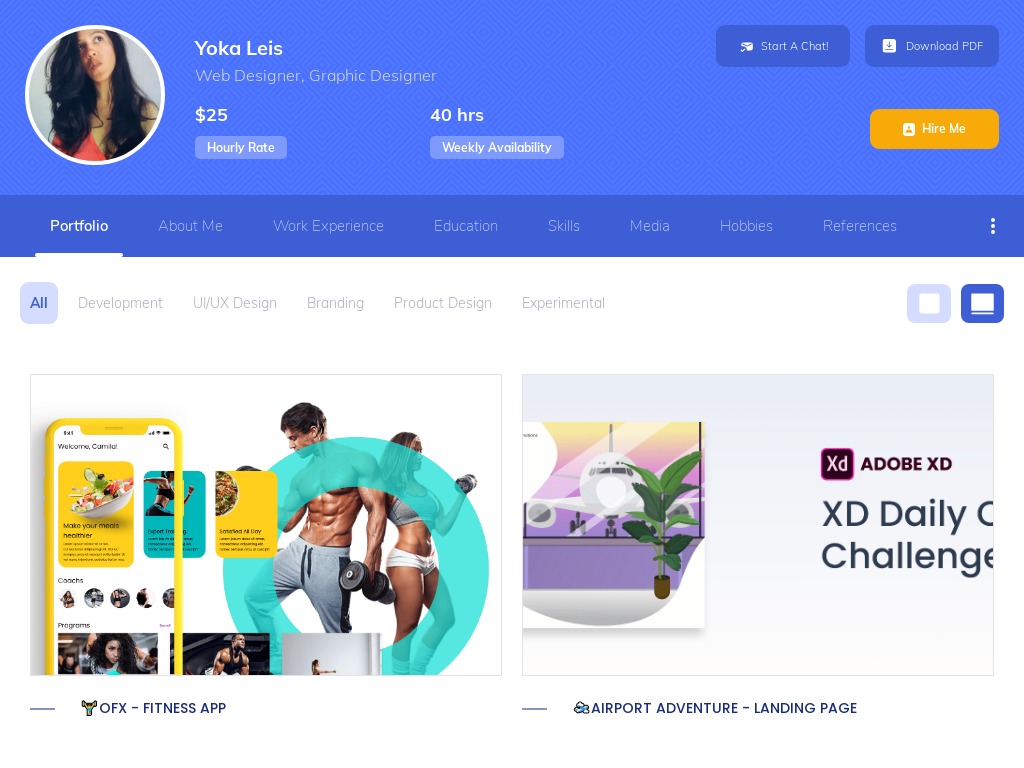 Yoka Leis
Web Designer, Graphic Designer
$25
40 hrs
Hourly Rate
Weekly Availability
Start A Chat!
Download PDF
Hire Me
Portfolio
About Me
Work Experience
Education
Skills
Media
Hobbies
References
All
Development
UI/UX Design
Branding
Product Design
Experimental
9:41
Welcome, Camila!
Make your meals
healthier
Expert Training
Satisfied All Day
Coachs
Programs
ADOBE XD
Xd
XD Daily C
Challenge
OFX - FITNESS APP
AIRPORT ADVENTURE - LANDING PAGE